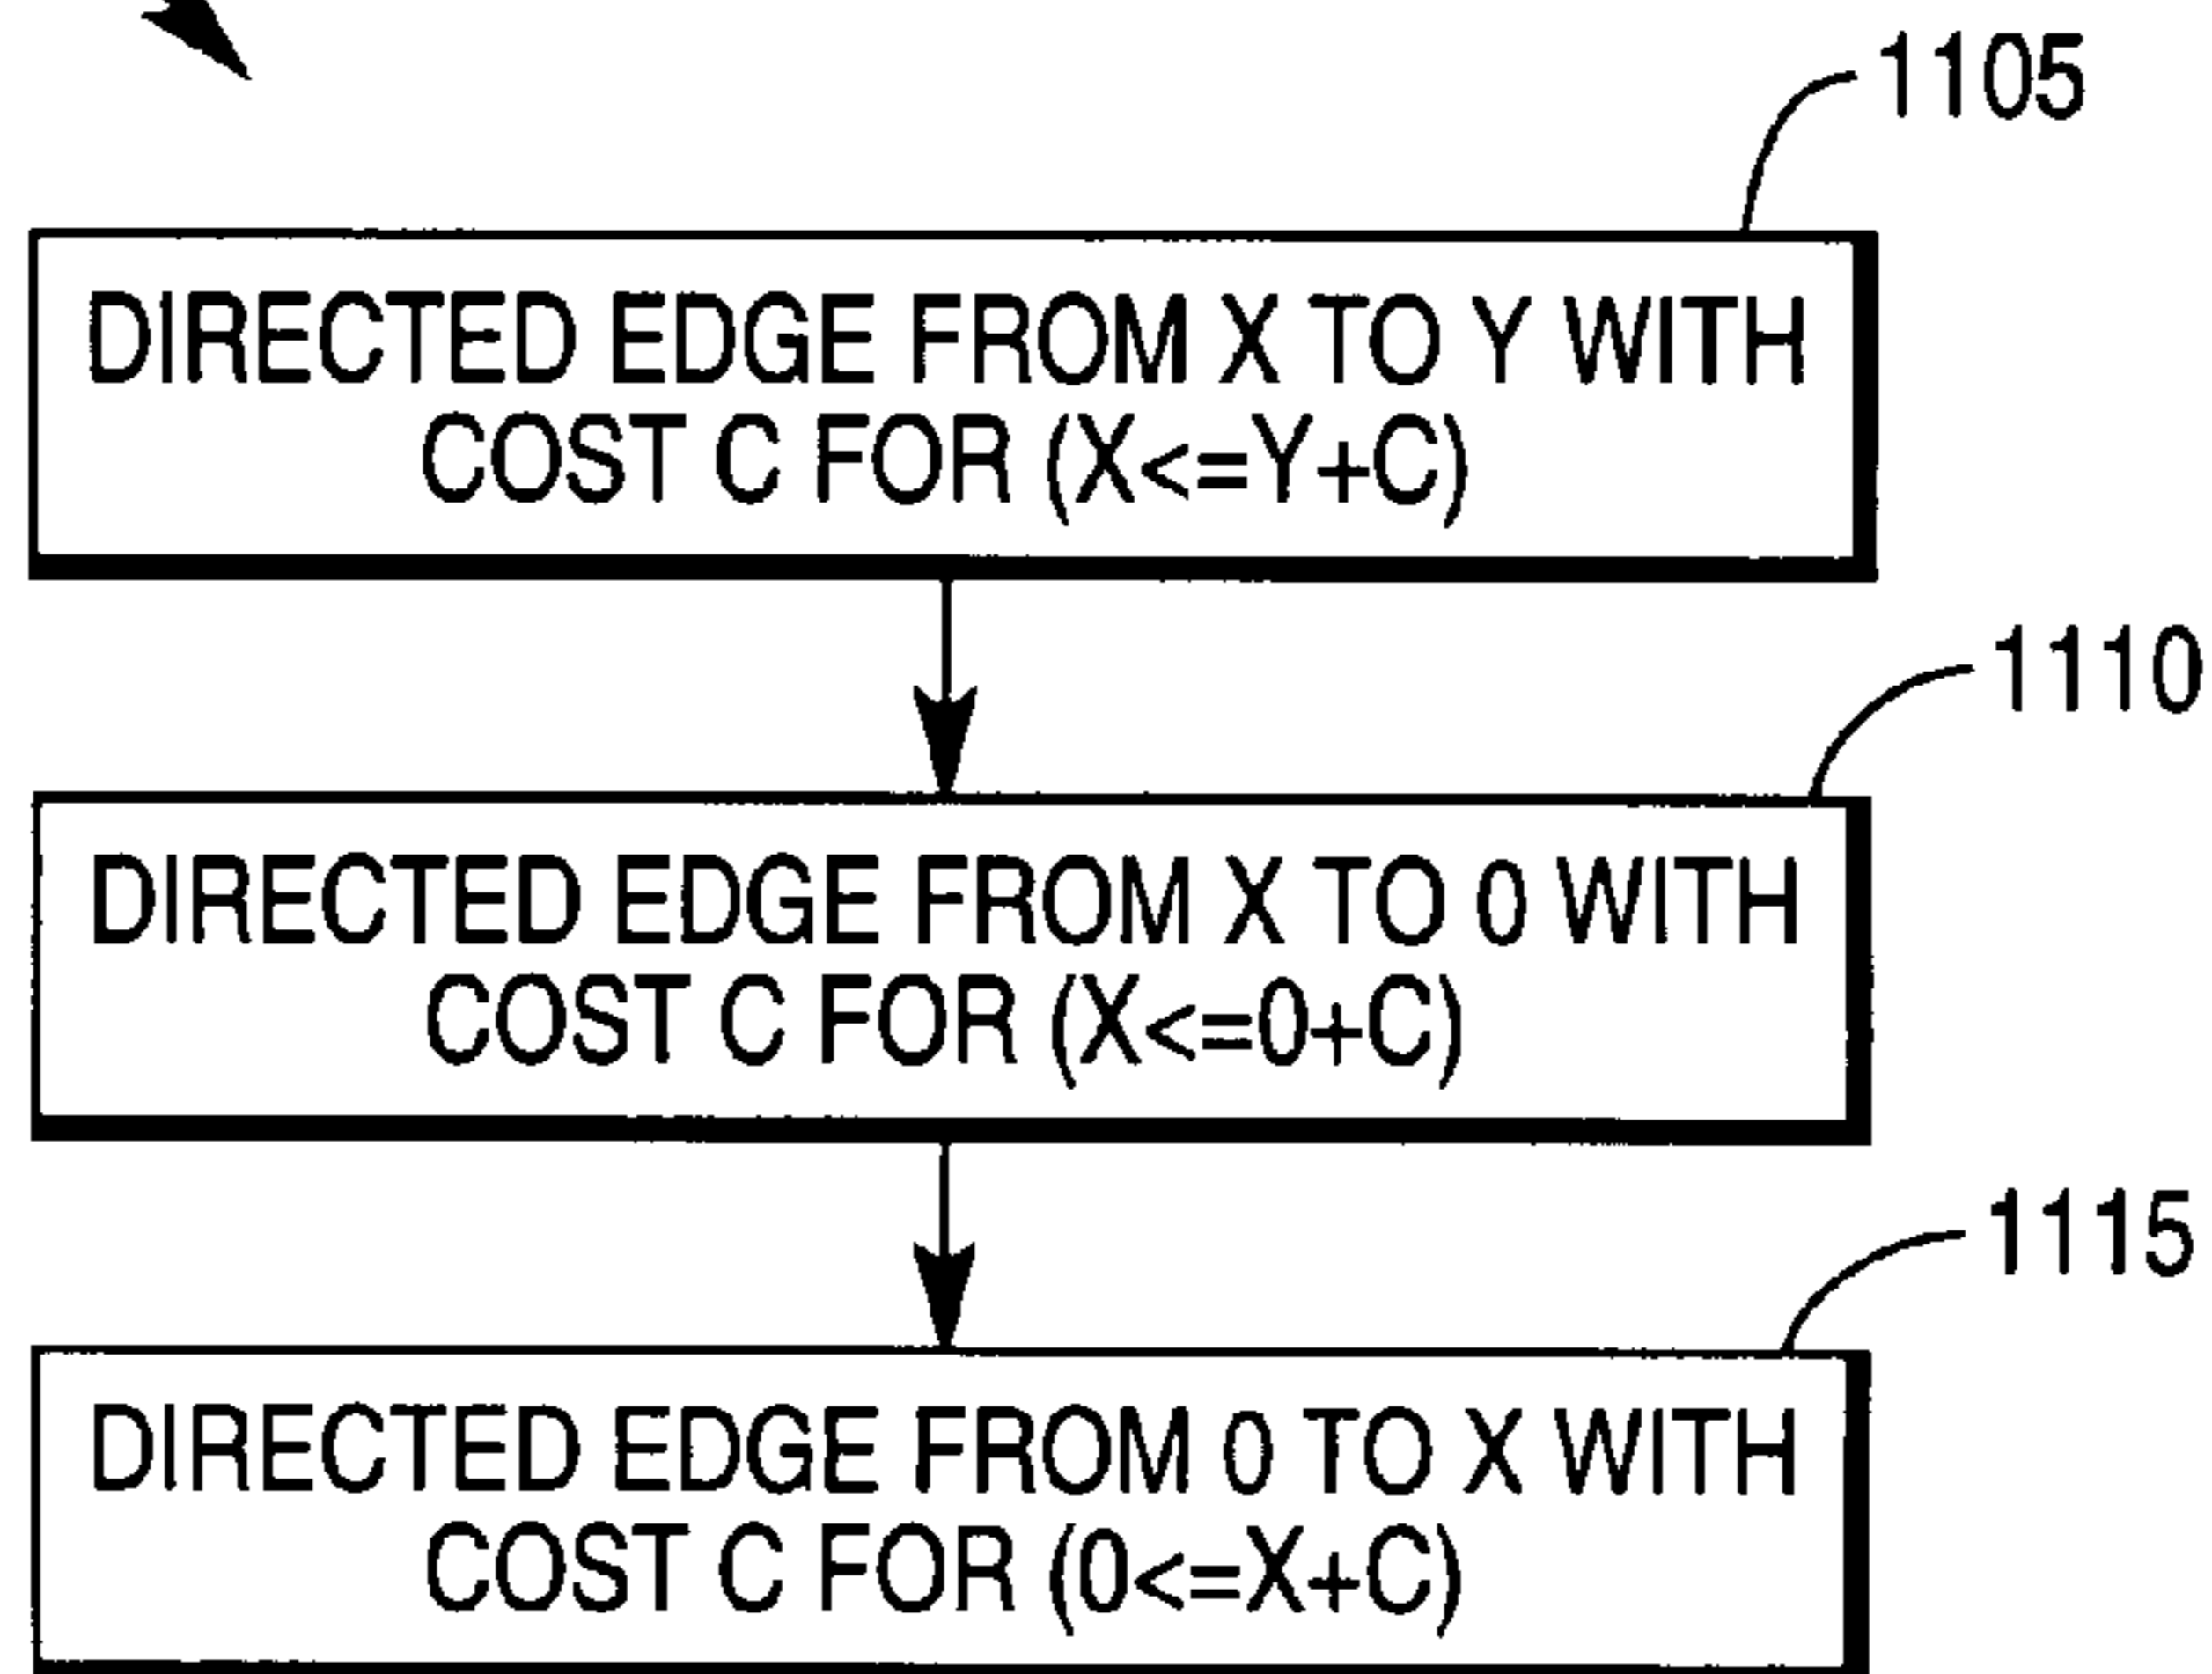 1105
DIRECTED EDGE FROM X TO Y WITH
COST C FOR (X<=Y+C)
1110
DIRECTED EDGE FROM X TO 0 WITH
COST C FOR (X<=0+C)
1115
DIRECTED EDGE FROM 0 TO X WITH
COST C FOR (0<=X+C)